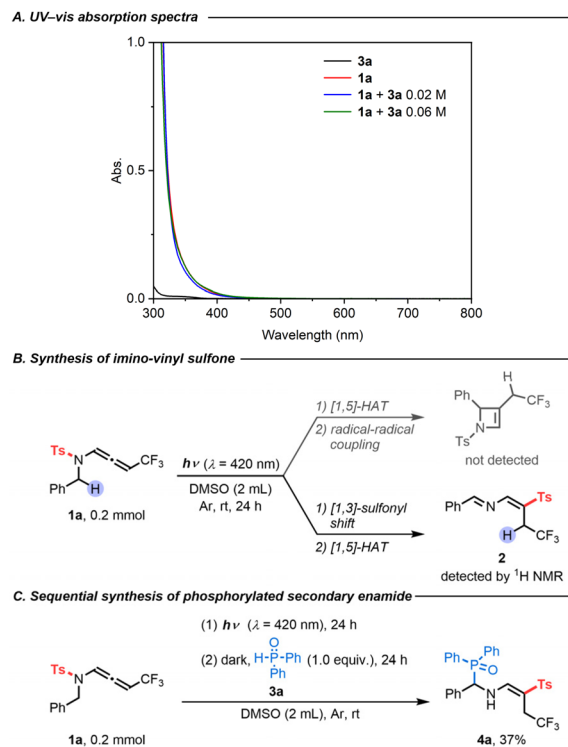 A. UV–vis absorption spectra
1.0
0.5
0.0
Abs.
3a
1a
1a + 3a 0.02 M
1a + 3a 0.06 M
300 400 500 600 700 800
Wavelength (nm)
B. Synthesis of imino-vinyl sulfone
Ts
N
CF3
Ph
H
1a, 0.2 mmol
hν (λ = 420 nm)
DMSO (2 mL)
Ar, rt, 24 h
1) [1,5]-HAT
2) radical-radical
coupling
Ph
H
CF3
Ts
N
not detected
1) [1,3]-sulfonyl
shift
2) [1,5]-HAT
Ph
N
Ts
H
CF3
2
detected by 1H NMR
C. Sequential synthesis of phosphorylated secondary enamide
Ts
N
CF3
Ph
1a, 0.2 mmol
(1) hν (λ = 420 nm), 24 h
O
(2) dark, H P Ph (1.0 equiv.), 24 h
Ph
3a
DMSO (2 mL), Ar, rt
Ph Ph
P O
Ph
N
H
Ts
CF3
4a, 37%